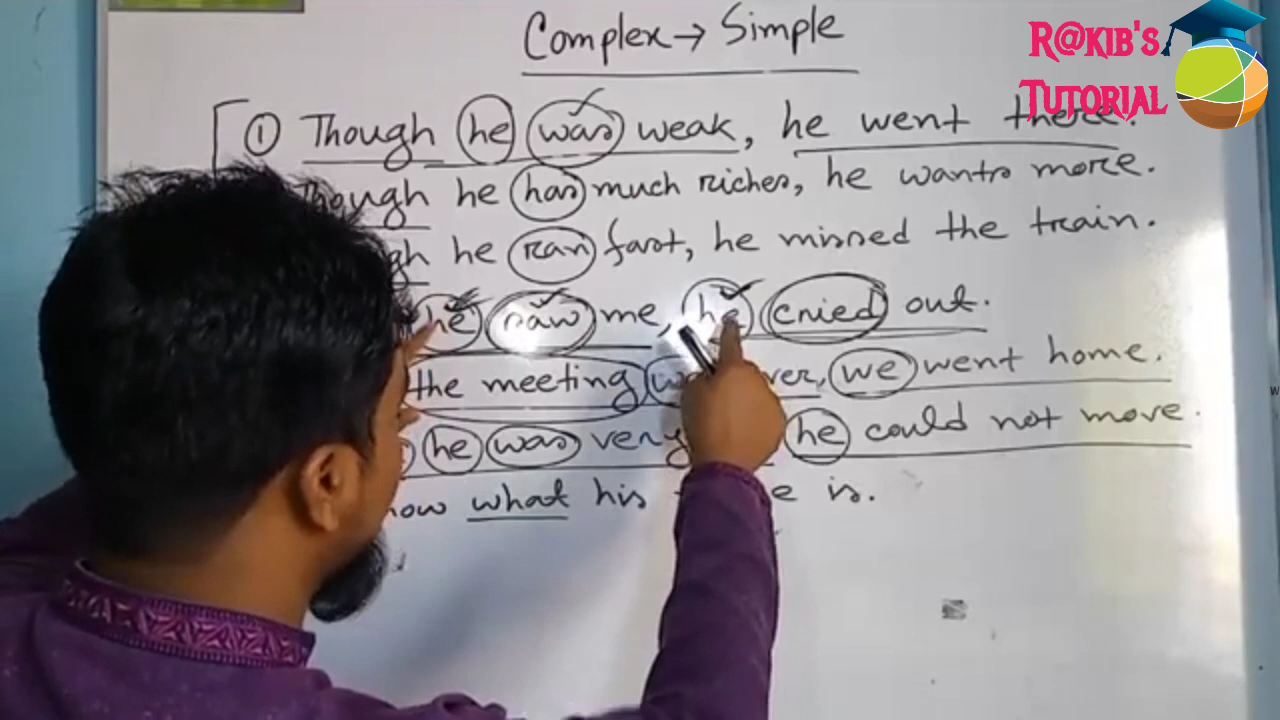 Complex → Simple
R@KIB'S
TUTORIAL
① Though he was weak, he went there.
Though he has much riches, he wants more.
he ran fast, he missed the train.
he saw me, he cried out.
the meeting over, we went home.
he was very he could not move.
what his is.